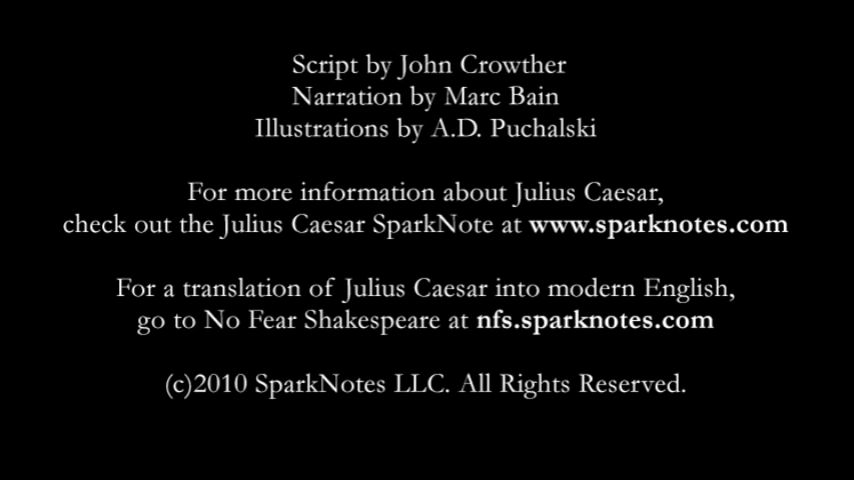 Script by John Crowther
Narration by Marc Bain
Illustrations by A.D. Puchalski
For more information about Julius Caesar,
check out the Julius Caesar SparkNote at www.sparknotes.com
For a translation of Julius Caesar into modern English,
go to No Fear Shakespeare at nfs.sparknotes.com
(c)2010 SparkNotes LLC. All Rights Reserved.